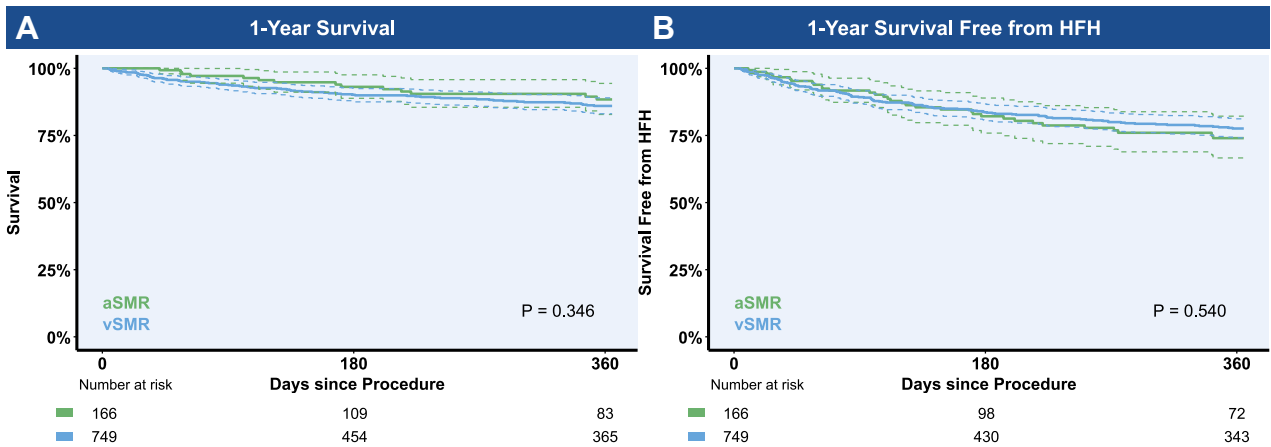 A 1-Year Survival
100%
75%
50%
25%
0%
Survival
aSMR
vSMR
P = 0.346
0 180 360
Number at risk Days since Procedure
166 109 83
749 454 365
B 1-Year Survival Free from HFH
100%
75%
50%
25%
0%
Survival Free from HFH
aSMR
vSMR
P = 0.540
0 180 360
Number at risk Days since Procedure
166 98 72
749 430 343